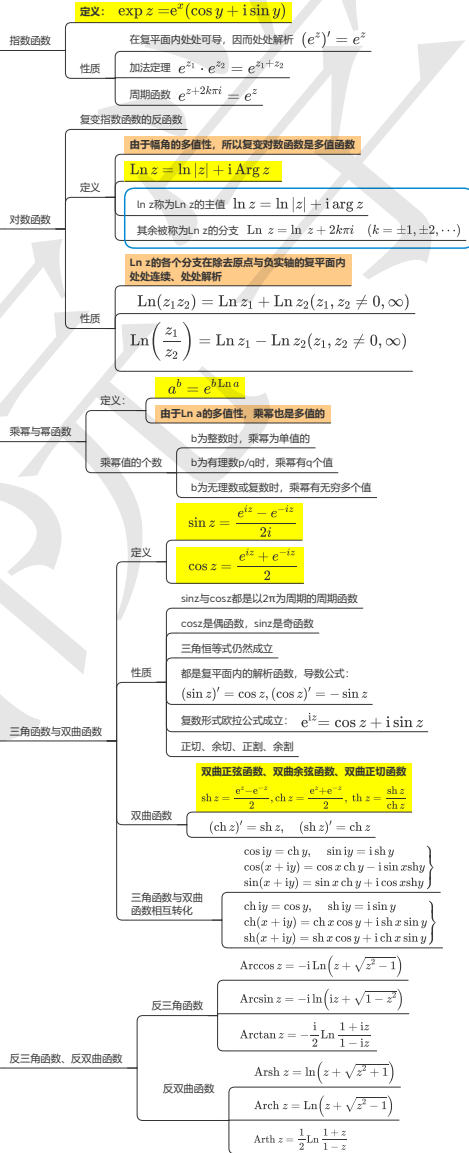 定义: exp z =e^x(cos y + i sin y)
指数函数
在复平面内处处可导，因而处处解析 (e^z)′ = e^z
性质
加法定理 e^{z_1} · e^{z_2} = e^{z_1+z_2}
周期函数 e^{z+2kπi} = e^z
复变指数函数的反函数
由于幅角的多值性，所以复变对数函数是多值函数
Ln z = ln |z| + i Arg z
定义
ln z称为Ln z的主值 ln z = ln |z| + i arg z
其余被称为Ln z的分支 Ln z = ln z + 2kπi (k = ±1, ±2, ···)
对数函数
Ln z的各个分支在除去原点与负实轴的复平面内
处处连续、处处解析
性质
Ln(z_1z_2) = Ln z_1 + Ln z_2(z_1, z_2 ≠ 0, ∞)
Ln(z_1/z_2) = Ln z_1 − Ln z_2(z_1, z_2 ≠ 0, ∞)
定义:
a^b = e^{b Ln a}
由于Ln a的多值性，乘幂也是多值的
乘幂与幂函数
b为整数时，乘幂为单值的
乘幂值的个数
b为有理数p/q时，乘幂有q个值
b为无理数或复数时，乘幂有无穷多个值
sin z = (e^{iz} − e^{−iz})/2i
定义
cos z = (e^{iz} + e^{−iz})/2
sinz与cosz都是以2π为周期的周期函数
cosz是偶函数，sinz是奇函数
三角恒等式仍然成立
性质
都是复平面内的解析函数，导数公式:
(sin z)′ = cos z, (cos z)′ = − sin z
复数形式欧拉公式成立: e^{iz}= cos z + i sin z
正切、余切、正割、余割
三角函数与双曲函数
双曲正弦函数、双曲余弦函数、双曲正切函数
sh z = (e^z−e^{−z})/2, ch z = (e^z+e^{−z})/2, th z = sh z/ch z
双曲函数
(ch z)′ = sh z, (sh z)′ = ch z
cos iy = ch y, sin iy = i sh y
cos(x + iy) = cos x ch y − i sin xshy
sin(x + iy) = sin x ch y + i cos xshy
三角函数与双曲
函数相互转化
ch iy = cos y, sh iy = i sin y
ch(x + iy) = ch x cos y + i sh x sin y
sh(x + iy) = sh x cos y + i ch x sin y
Arccos z = −i Ln(z + √(z^2 − 1))
反三角函数
Arcsin z = −i ln(iz + √(1 − z^2))
Arctan z = −(i/2)Ln (1 + iz)/(1 − iz)
反三角函数、反双曲函数
Arsh z = ln(z + √(z^2 + 1))
反双曲函数
Arch z = Ln(z + √(z^2 − 1))
Arth z = (1/2)Ln (1+z)/(1−z)